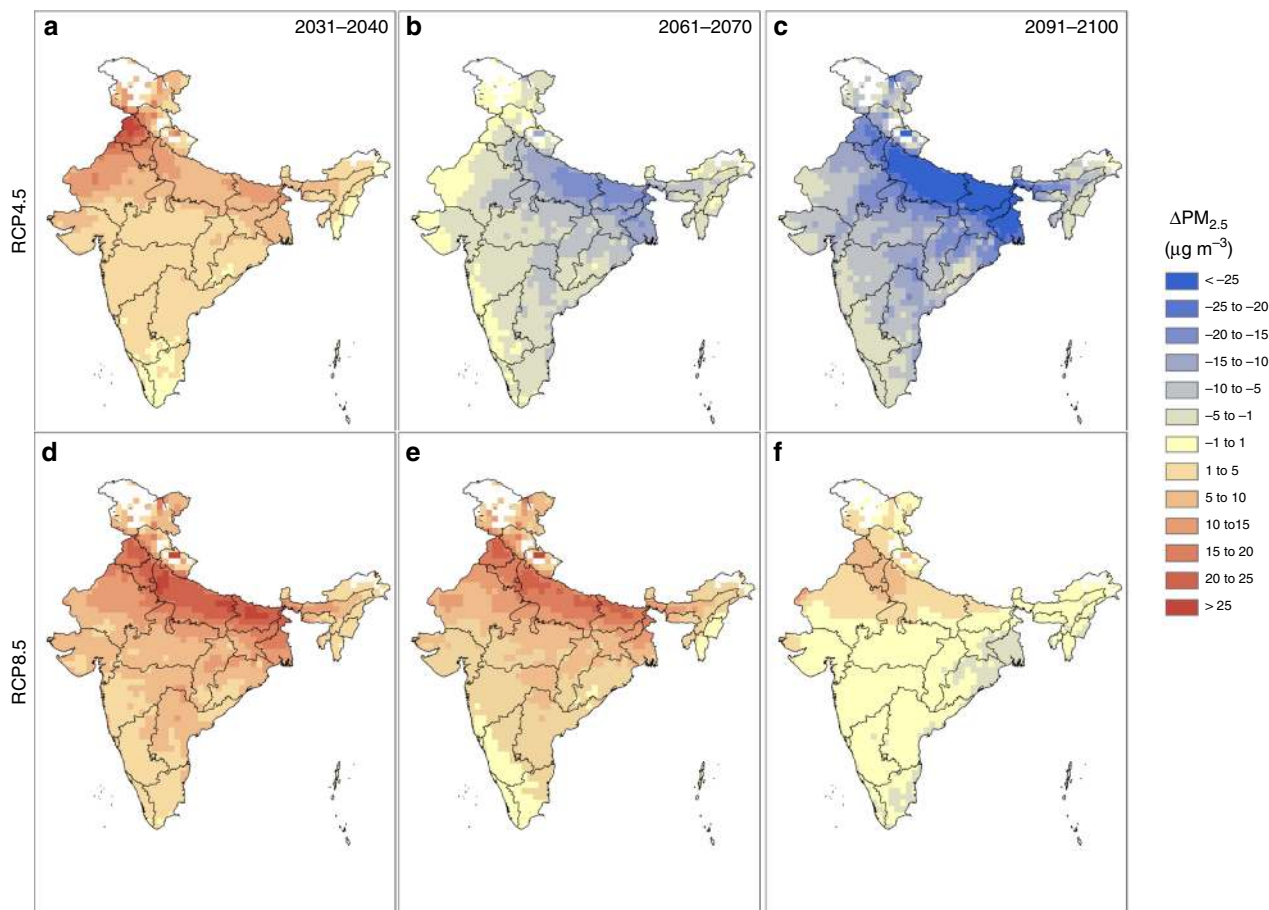 a
2031–2040
b
2061–2070
c
2091–2100
RCP4.5
d
e
f
RCP8.5
ΔPM2.5
(μg m–3)
< –25
–25 to –20
–20 to –15
–15 to –10
–10 to –5
–5 to –1
–1 to 1
1 to 5
5 to 10
10 to15
15 to 20
20 to 25
> 25